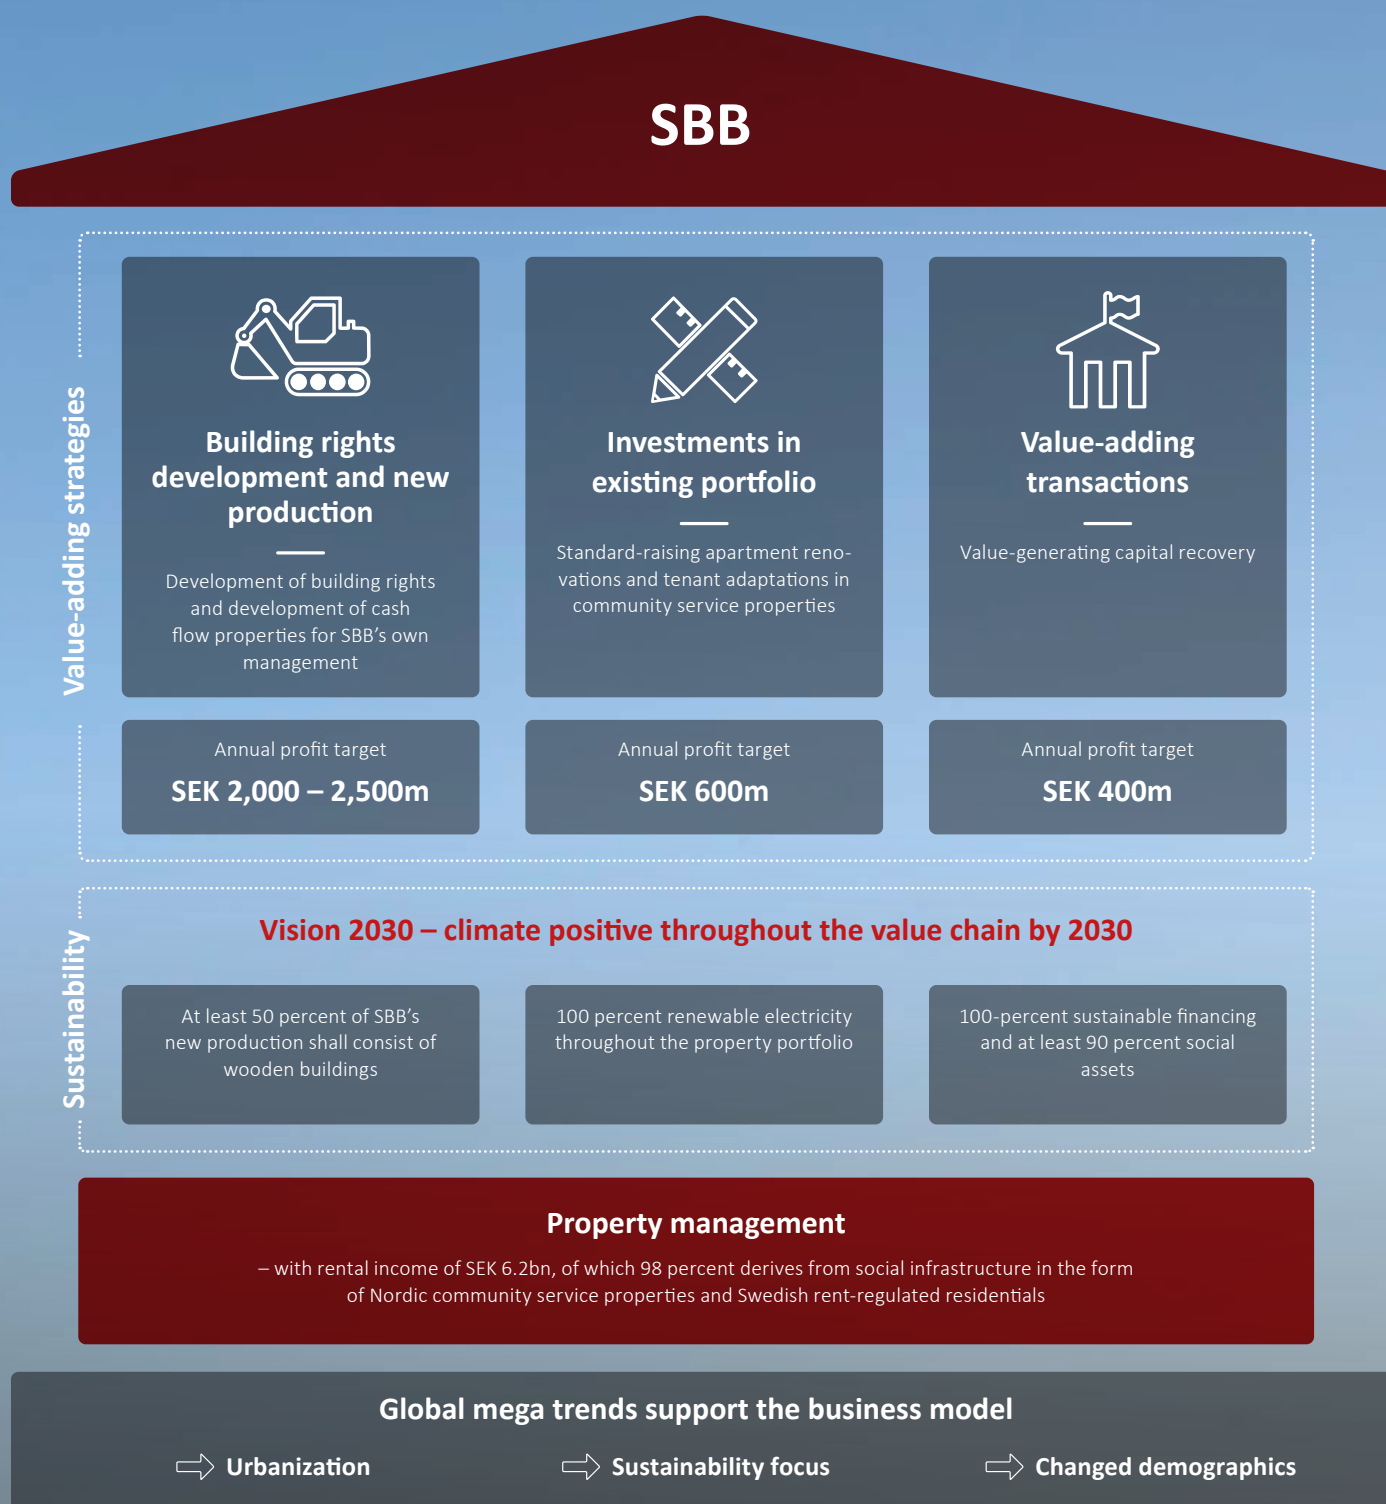 SBB
Value-adding strategies
Building rights
development and new
production
Development of building rights
and development of cash
flow properties for SBB's own
management
Annual profit target
SEK 2,000 – 2,500m
Investments in
existing portfolio
Standard-raising apartment reno-
vations and tenant adaptations in
community service properties
Annual profit target
SEK 600m
Value-adding
transactions
Value-generating capital recovery
Annual profit target
SEK 400m
Sustainability
Vision 2030 – climate positive throughout the value chain by 2030
At least 50 percent of SBB's
new production shall consist of
wooden buildings
100 percent renewable electricity
throughout the property portfolio
100-percent sustainable financing
and at least 90 percent social
assets
Property management
– with rental income of SEK 6.2bn, of which 98 percent derives from social infrastructure in the form
of Nordic community service properties and Swedish rent-regulated residentials
Global mega trends support the business model
Urbanization
Sustainability focus
Changed demographics